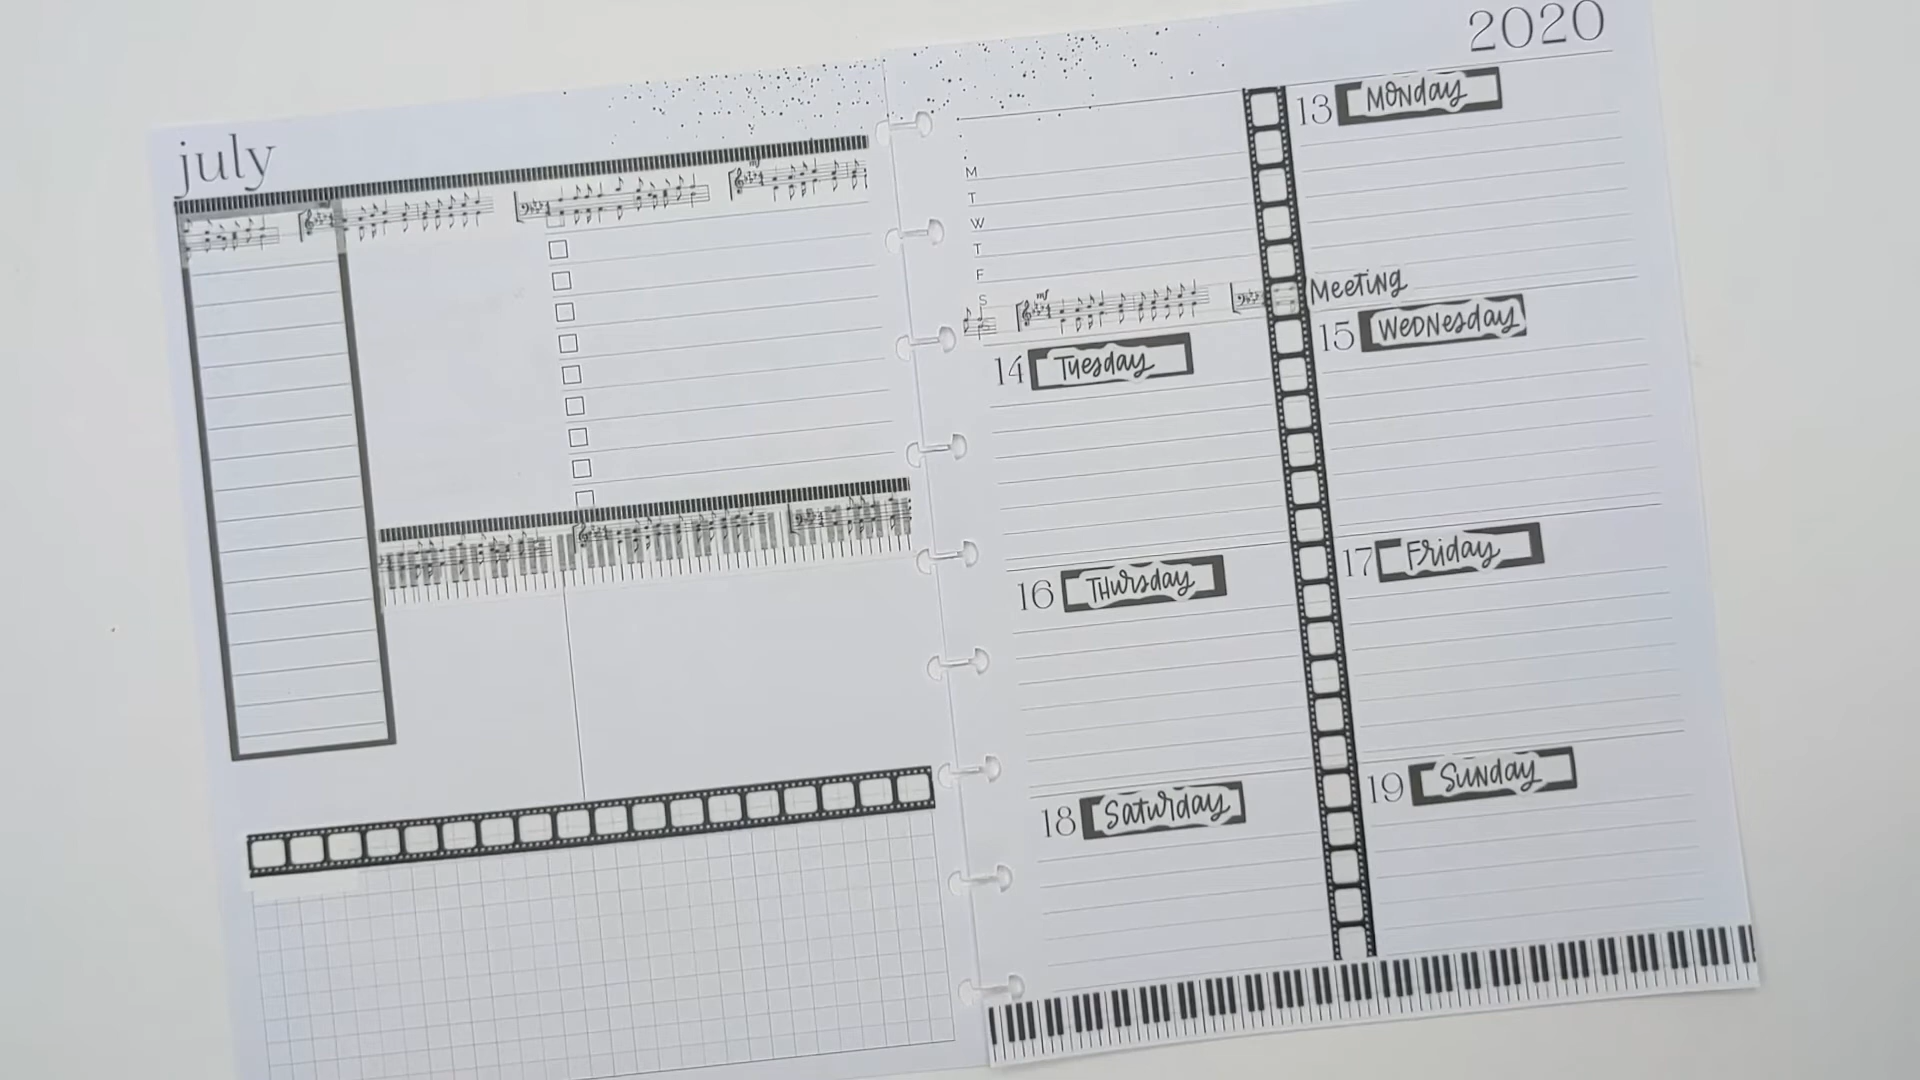 july
2020
13 Monday
M
T
W
T
F
S
Meeting
14 Tuesday
15 Wednesday
16 Thursday
17 Friday
18 Saturday
19 Sunday